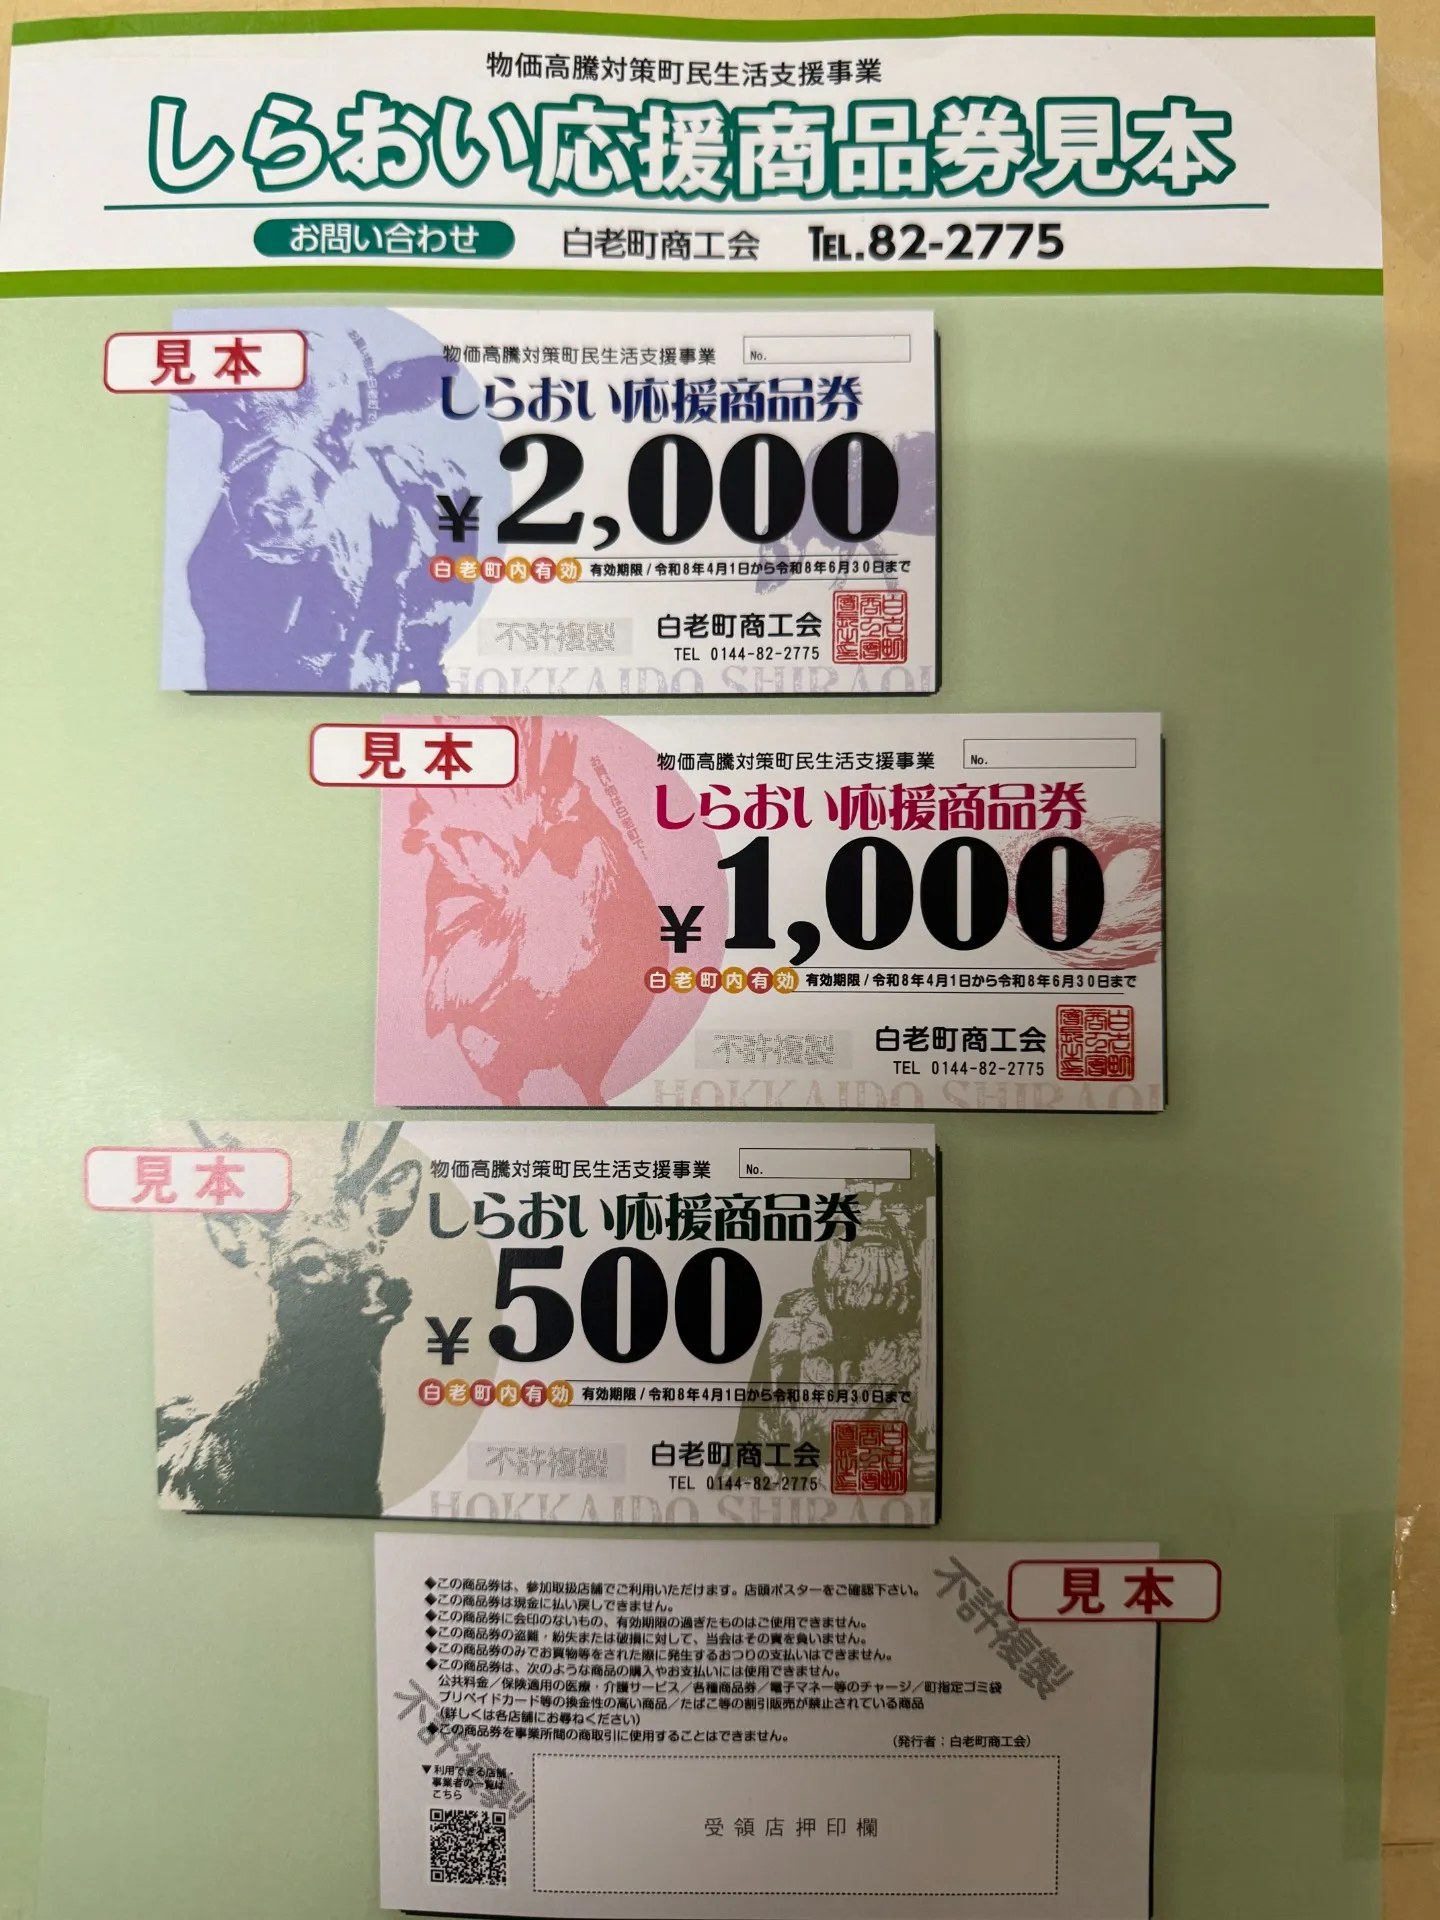 物価高騰対策町民生活支援事業
しらおい応援商品券見本
お問い合わせ 白老町商工会 TEL.82-2775
見本
物価高騰対策町民生活支援事業 No.
しらおい応援商品券
¥2,000
白老町内有効 有効期限/令和8年4月1日から令和8年6月30日まで
不許複製 白老町商工会
TEL 0144-82-2775
HOKKAIDO SHIRAOI
見本
物価高騰対策町民生活支援事業 No.
しらおい応援商品券
¥1,000
白老町内有効 有効期限/令和8年4月1日から令和8年6月30日まで
不許複製 白老町商工会
TEL 0144-82-2775
HOKKAIDO SHIRAOI
見本
物価高騰対策町民生活支援事業 No.
しらおい応援商品券
¥500
白老町内有効 有効期限/令和8年4月1日から令和8年6月30日まで
不許複製 白老町商工会
TEL 0144-82-2775
HOKKAIDO SHIRAOI
見本
不許複製
◆この商品券は、参加取扱店舗でご利用いただけます。店頭ポスターをご確認下さい。
◆この商品券は現金に払い戻しできません。
◆この商品券に会印のないもの、有効期限の過ぎたものはご使用できません。
◆この商品券の盗難・紛失または破損に対して、当会はその責を負いません。
◆この商品券のみでお買物等をされた際に発生するおつりの支払いはできません。
◆この商品券は、次のような商品の購入やお支払いには使用できません。
公共料金/保険適用の医療・介護サービス/各種商品券/電子マネー等のチャージ/町指定ゴミ袋
プリペイドカード等の換金性の高い商品/たばこ等の割引販売が禁止されている商品
(詳しくは各店舗にお尋ねください)
◆この商品券を事業所間の商取引に使用することはできません。
(発行者:白老町商工会)
不許複製
▼利用できる店舗・
事業者の一覧は
こちら
受領店押印欄